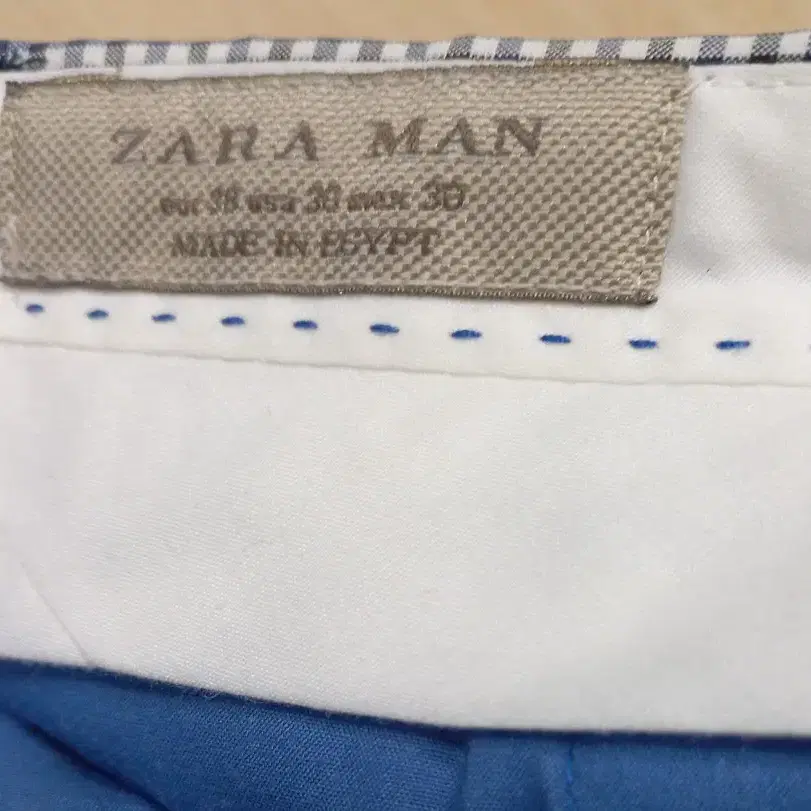 ZARA MAN
eur 38 usa 30 mex 30
MADE IN EGYPT